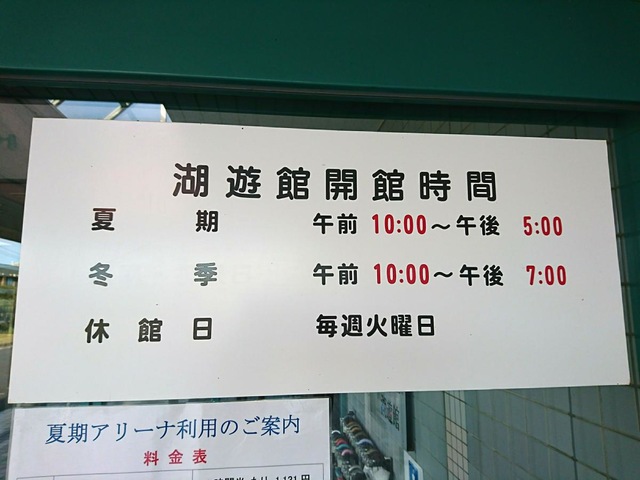 湖遊館開館時間
夏期 午前 10:00〜午後 5:00
冬季 午前 10:00〜午後 7:00
休館日 毎週火曜日
夏期アリーナ利用のご案内
料金表